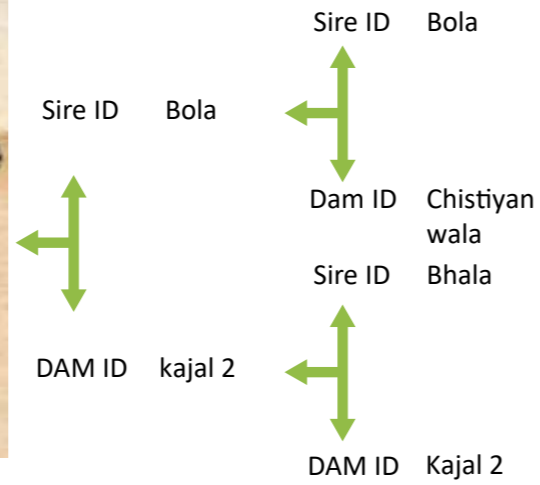 Sire ID Bola
Sire ID Bola
Dam ID Chistiyan
wala
Sire ID Bhala
DAM ID kajal 2
DAM ID Kajal 2